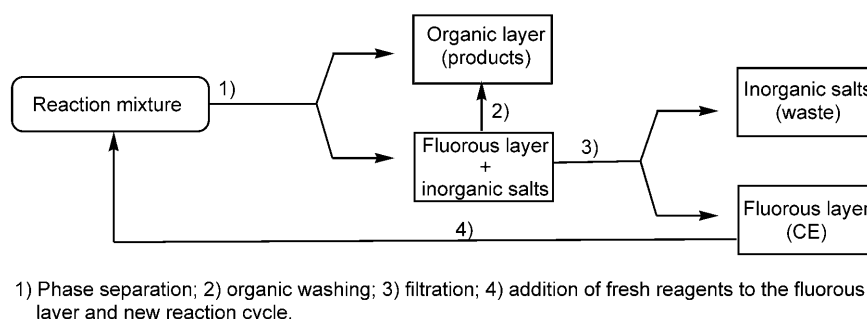 Organic layer
(products)
Reaction mixture
1)
2)
Fluorous layer
+
inorganic salts
3)
Inorganic salts
(waste)
Fluorous layer
(CE)
4)
1) Phase separation; 2) organic washing; 3) filtration; 4) addition of fresh reagents to the fluorous
layer and new reaction cycle.